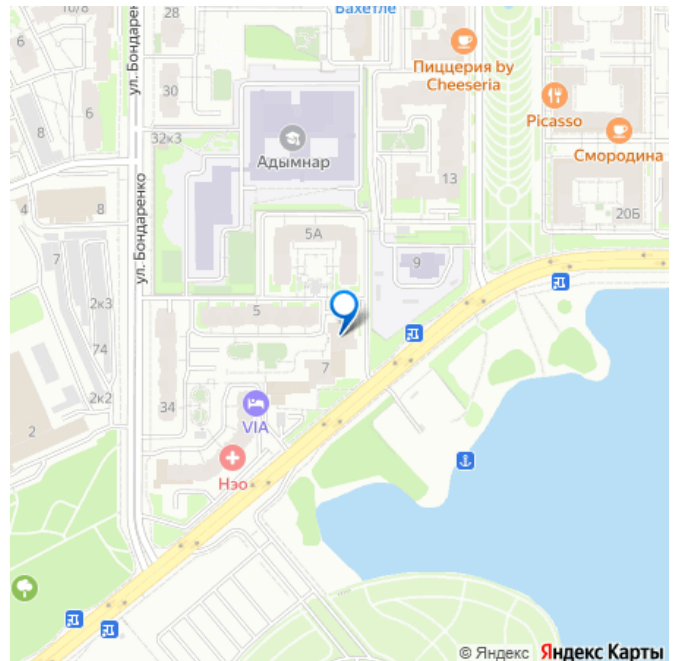 10/8
28
Бахетле
ул. Бондаренко
Пиццерия by
Cheeseria
6
30
Picasso
8
32к3
Адымнар
Смородина
13
4
8
20Б
ул. Бондаренко
5А
7
9
2к3
5
74
7
2к2
34
VIA
2
Нэо
© Яндекс Яндекс Карты